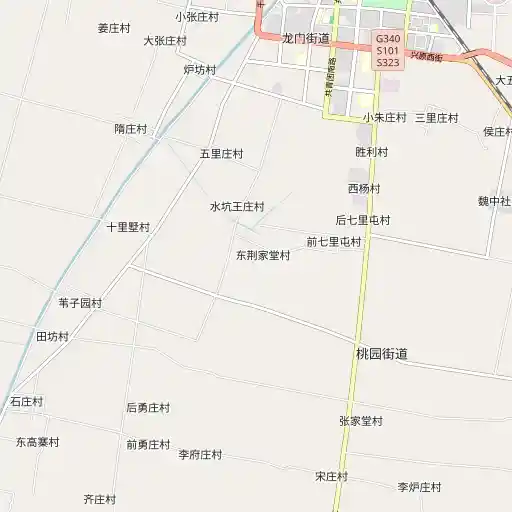 小张庄村
姜庄村
大张庄村
龙门街道
G340
S101
S323
兴原西街
共青团南路
炉坊村
大五
小朱庄村
三里庄村
隋庄村
侯庄村
五里庄村
胜利村
西杨村
魏中社
水坑王庄村
后七里屯村
十里墅村
前七里屯村
东荆家堂村
苇子园村
田坊村
桃园街道
石庄村
后勇庄村
张家堂村
东高寨村
前勇庄村
李府庄村
宋庄村
李炉庄村
齐庄村